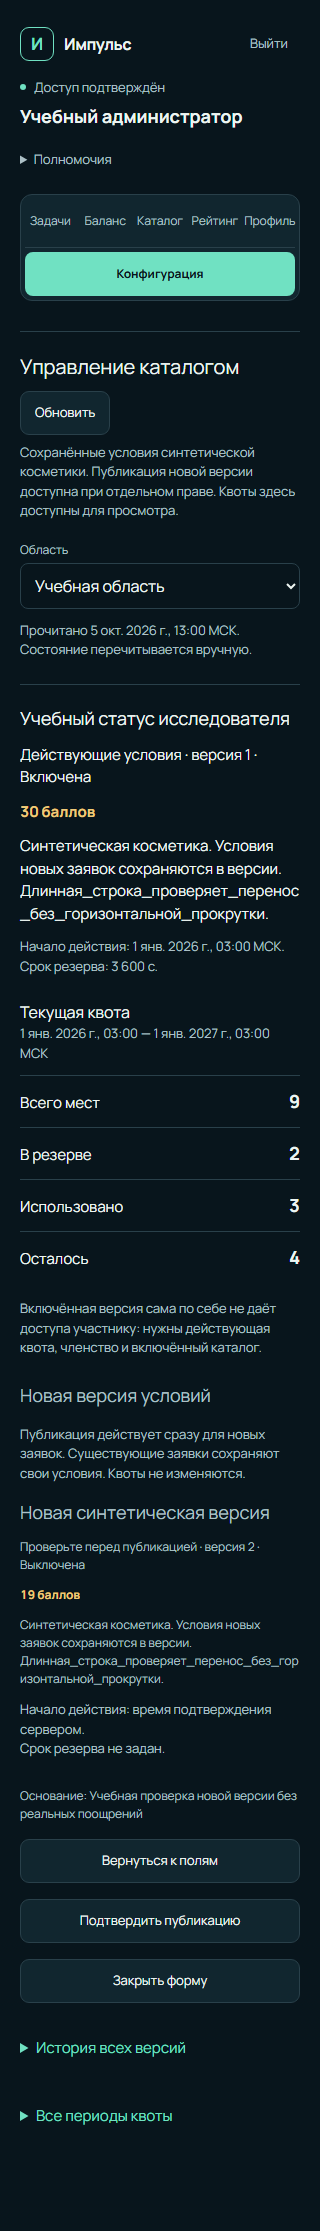 И Импульс Выйти
Доступ подтверждён
Учебный администратор
Полномочия
Задачи Баланс Каталог Рейтинг Профиль
Конфигурация
Управление каталогом
Обновить
Сохранённые условия синтетической
косметики. Публикация новой версии
доступна при отдельном праве. Квоты здесь
доступны для просмотра.
Область
Учебная область
Прочитано 5 окт. 2026 г., 13:00 МСК.
Состояние перечитывается вручную.
Учебный статус исследователя
Действующие условия · версия 1 ·
Включена
30 баллов
Синтетическая косметика. Условия
новых заявок сохраняются в версии.
Длинная_строка_проверяет_перенос
_без_горизонтальной_прокрутки.
Начало действия: 1 янв. 2026 г., 03:00 МСК.
Срок резерва: 3 600 с.
Текущая квота
1 янв. 2026 г., 03:00 — 1 янв. 2027 г., 03:00
МСК
Всего мест 9
В резерве 2
Использовано 3
Осталось 4
Включённая версия сама по себе не даёт
доступа участнику: нужны действующая
квота, членство и включённый каталог.
Новая версия условий
Публикация действует сразу для новых
заявок. Существующие заявки сохраняют
свои условия. Квоты не изменяются.
Новая синтетическая версия
Проверьте перед публикацией · версия 2 ·
Выключена
19 баллов
Синтетическая косметика. Условия новых
заявок сохраняются в версии.
Длинная_строка_проверяет_перенос_без_гор
изонтальной_прокрутки.
Начало действия: время подтверждения
сервером.
Срок резерва не задан.
Основание: Учебная проверка новой версии без
реальных поощрений
Вернуться к полям
Подтвердить публикацию
Закрыть форму
История всех версий
Все периоды квоты